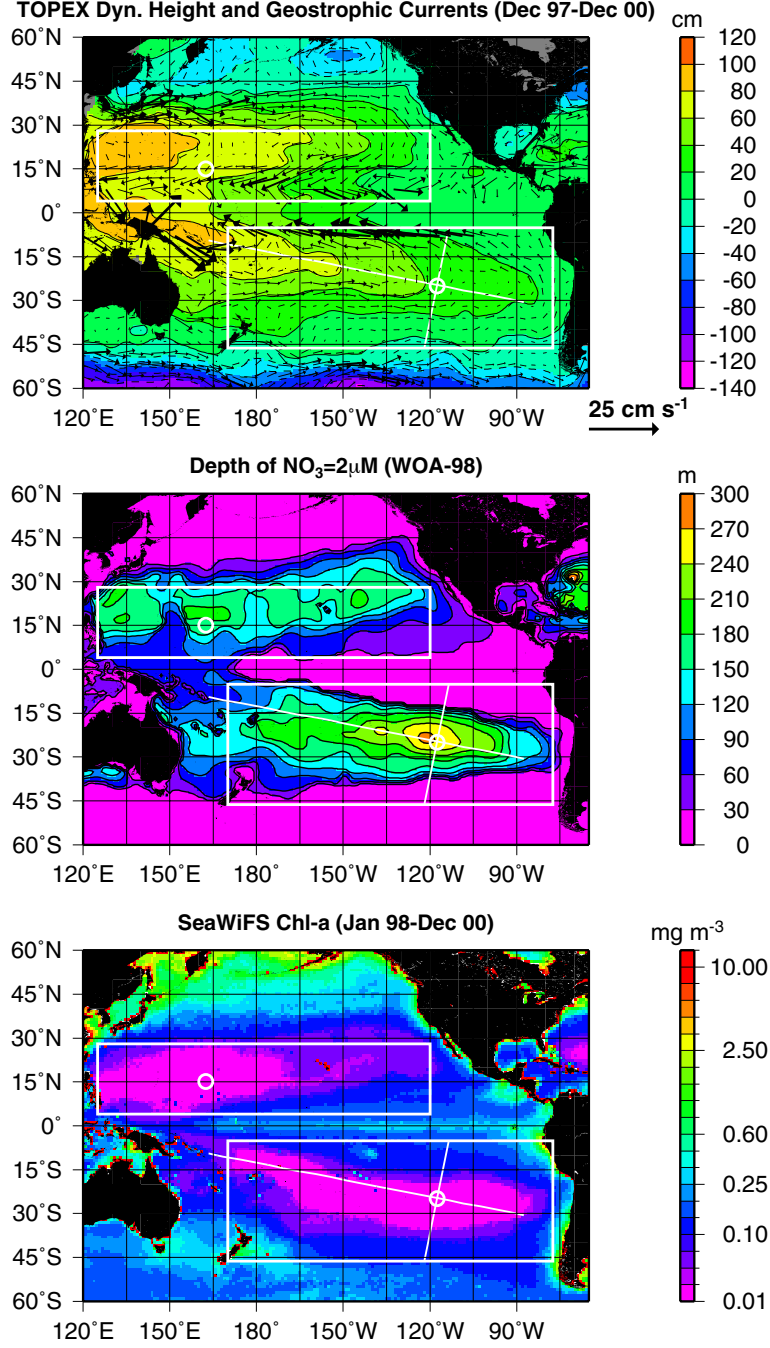 TOPEX Dyn. Height and Geostrophic Currents (Dec 97-Dec 00)
cm
60˚N
45˚N
30˚N
15˚N
0˚
15˚S
30˚S
45˚S
60˚S
120˚E 150˚E 180˚ 150˚W 120˚W 90˚W
120
100
80
60
40
20
0
-20
-40
-60
-80
-100
-120
-140
25 cm s-1
Depth of NO3=2μM (WOA-98)
m
60˚N
45˚N
30˚N
15˚N
0˚
15˚S
30˚S
45˚S
60˚S
120˚E 150˚E 180˚ 150˚W 120˚W 90˚W
300
270
240
210
180
150
120
90
60
30
0
SeaWiFS Chl-a (Jan 98-Dec 00)
mg m-3
60˚N
45˚N
30˚N
15˚N
0˚
15˚S
30˚S
45˚S
60˚S
120˚E 150˚E 180˚ 150˚W 120˚W 90˚W
10.00
2.50
0.60
0.25
0.10
0.01